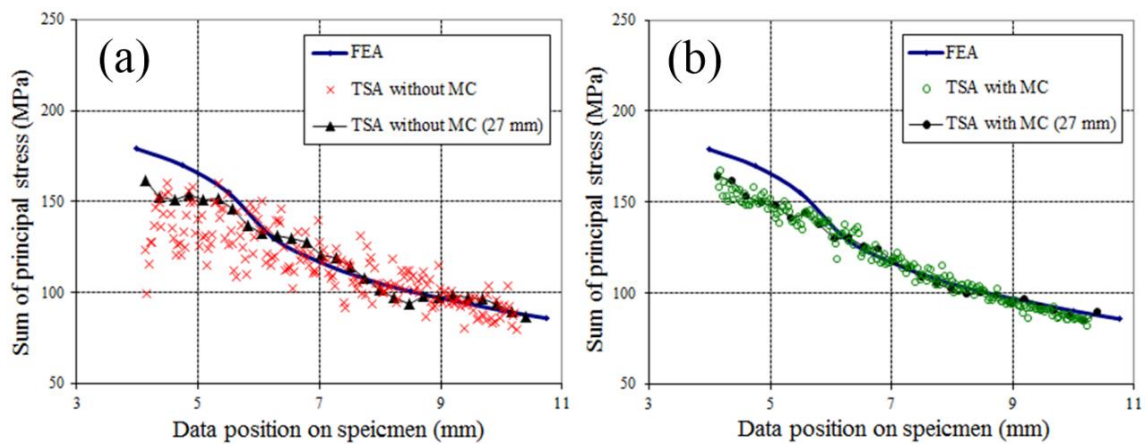 (a)
Sum of principal stress (MPa)
250
200
150
100
50
3
5
7
9
11
Data position on speicmen (mm)
FEA
TSA without MC
TSA without MC (27 mm)
(b)
Sum of principal stress (MPa)
250
200
150
100
50
3
5
7
9
11
Data position on speicmen (mm)
FEA
TSA with MC
TSA with MC (27 mm)